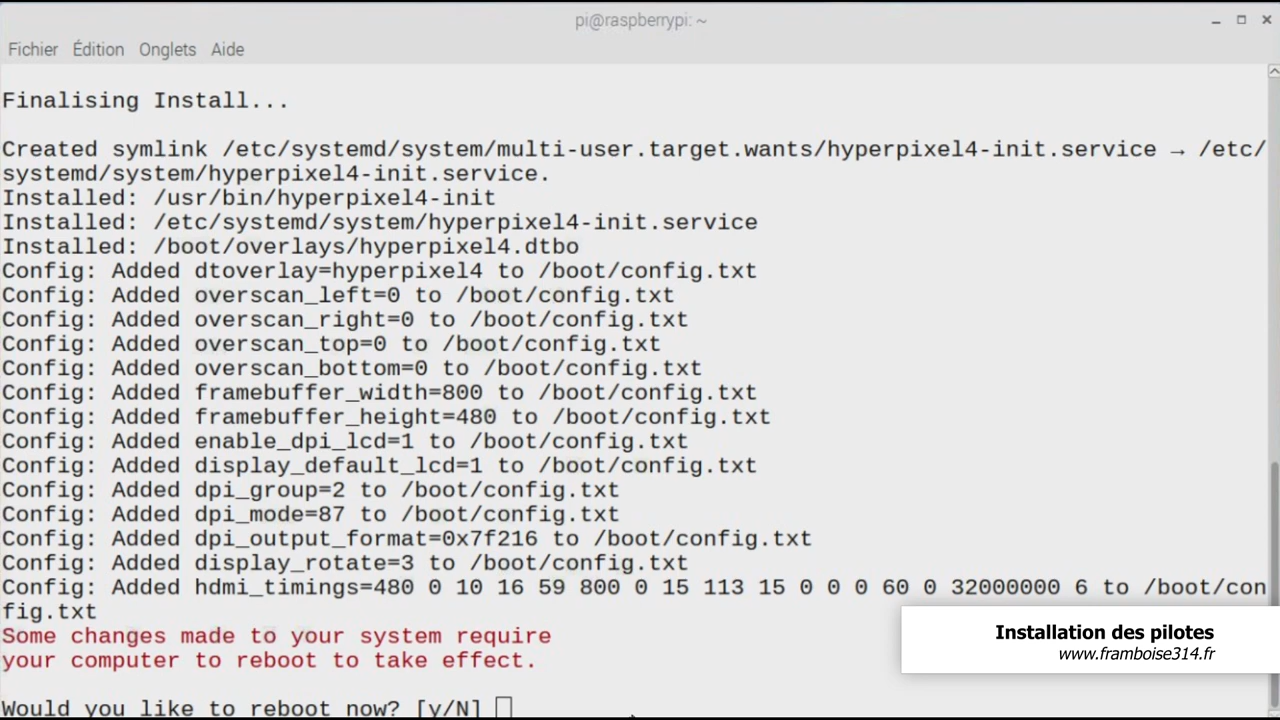 pi@raspberrypi: ~
Fichier Édition Onglets Aide
Finalising Install...
Created symlink /etc/systemd/system/multi-user.target.wants/hyperpixel4-init.service → /etc/
systemd/system/hyperpixel4-init.service.
Installed: /usr/bin/hyperpixel4-init
Installed: /etc/systemd/system/hyperpixel4-init.service
Installed: /boot/overlays/hyperpixel4.dtbo
Config: Added dtoverlay=hyperpixel4 to /boot/config.txt
Config: Added overscan_left=0 to /boot/config.txt
Config: Added overscan_right=0 to /boot/config.txt
Config: Added overscan_top=0 to /boot/config.txt
Config: Added overscan_bottom=0 to /boot/config.txt
Config: Added framebuffer_width=800 to /boot/config.txt
Config: Added framebuffer_height=480 to /boot/config.txt
Config: Added enable_dpi_lcd=1 to /boot/config.txt
Config: Added display_default_lcd=1 to /boot/config.txt
Config: Added dpi_group=2 to /boot/config.txt
Config: Added dpi_mode=87 to /boot/config.txt
Config: Added dpi_output_format=0x7f216 to /boot/config.txt
Config: Added display_rotate=3 to /boot/config.txt
Config: Added hdmi_timings=480 0 10 16 59 800 0 15 113 15 0 0 0 60 0 32000000 6 to /boot/con
fig.txt
Some changes made to your system require
your computer to reboot to take effect.
Would you like to reboot now? [y/N]
Installation des pilotes
www.framboise314.fr